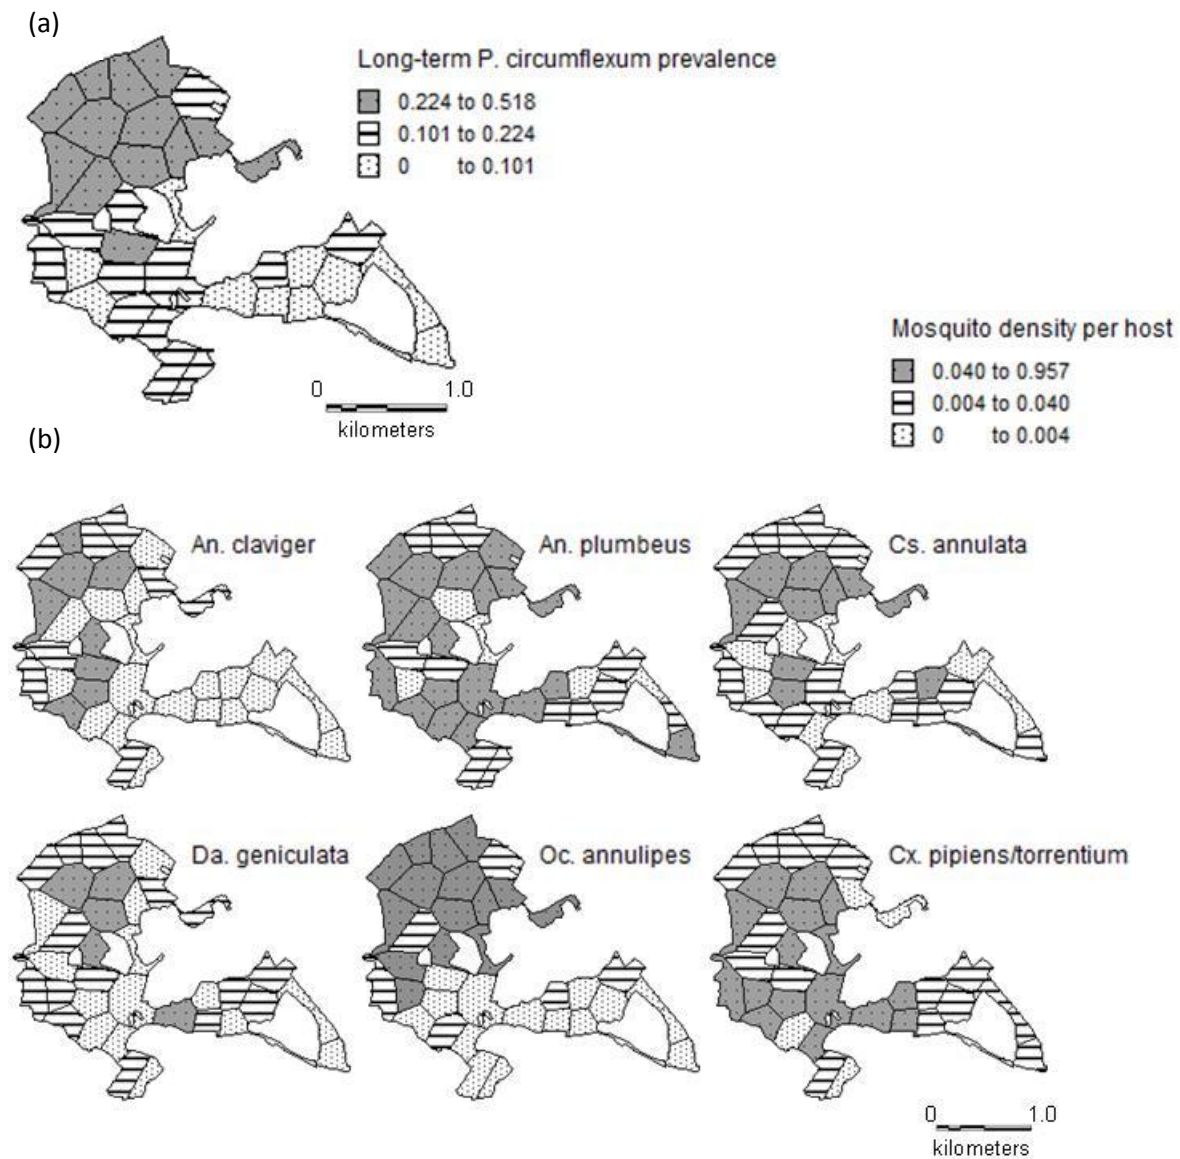 (a)
Long-term P. circumflexum prevalence
0.224 to 0.518
0.101 to 0.224
0 to 0.101
0 1.0
kilometers
Mosquito density per host
0.040 to 0.957
0.004 to 0.040
0 to 0.004
(b)
An. claviger An. plumbeus Cs. annulata
Da. geniculata Oc. annulipes Cx. pipiens/torrentium
0 1.0
kilometers